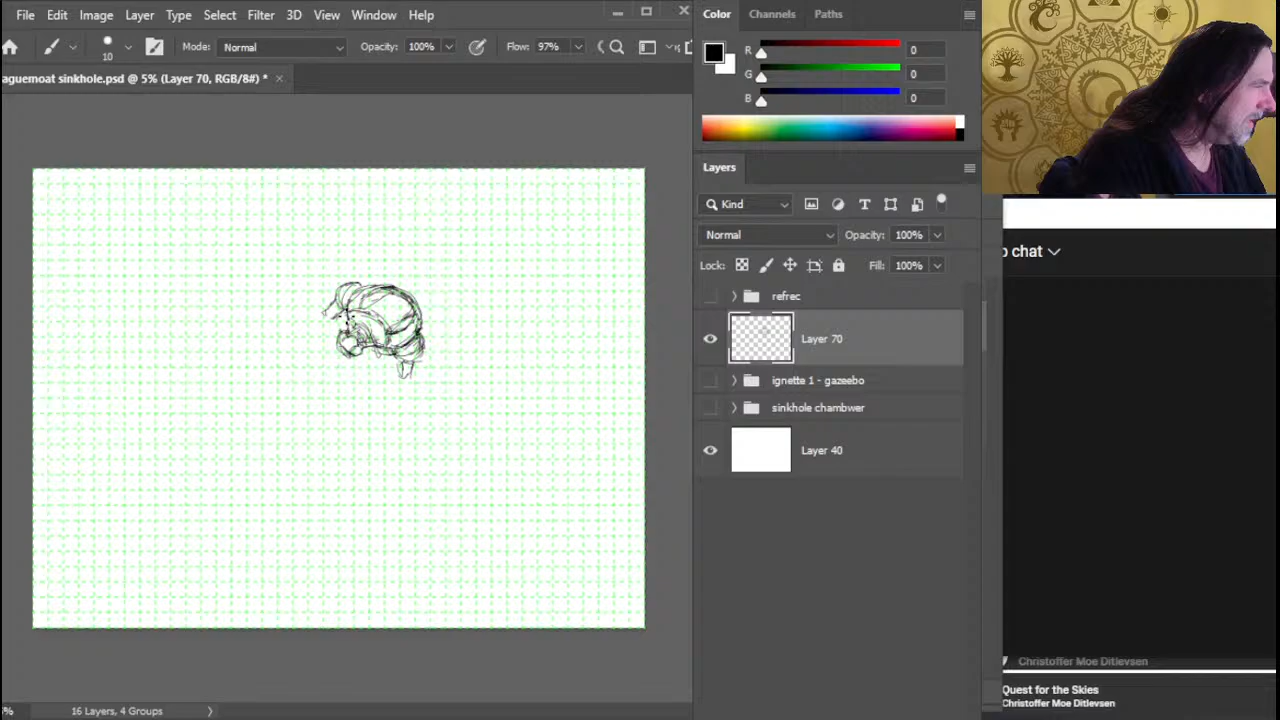 File Edit Image Layer Type Select Filter 3D View Window Help
10 Mode: Normal Opacity: 100% Flow: 97%
aguemoat sinkhole.psd @ 5% (Layer 70, RGB/8#) * ×
Color Channels Paths
R 0
G 0
B 0
Layers
Kind
Normal Opacity: 100%
Lock: Fill: 100%
refrec
Layer 70
ignette 1 - gazeebo
sinkhole chambwer
Layer 40
% 16 Layers, 4 Groups
p chat
Christoffer Moe Ditlevsen
Quest for the Skies
Christoffer Moe Ditlevsen